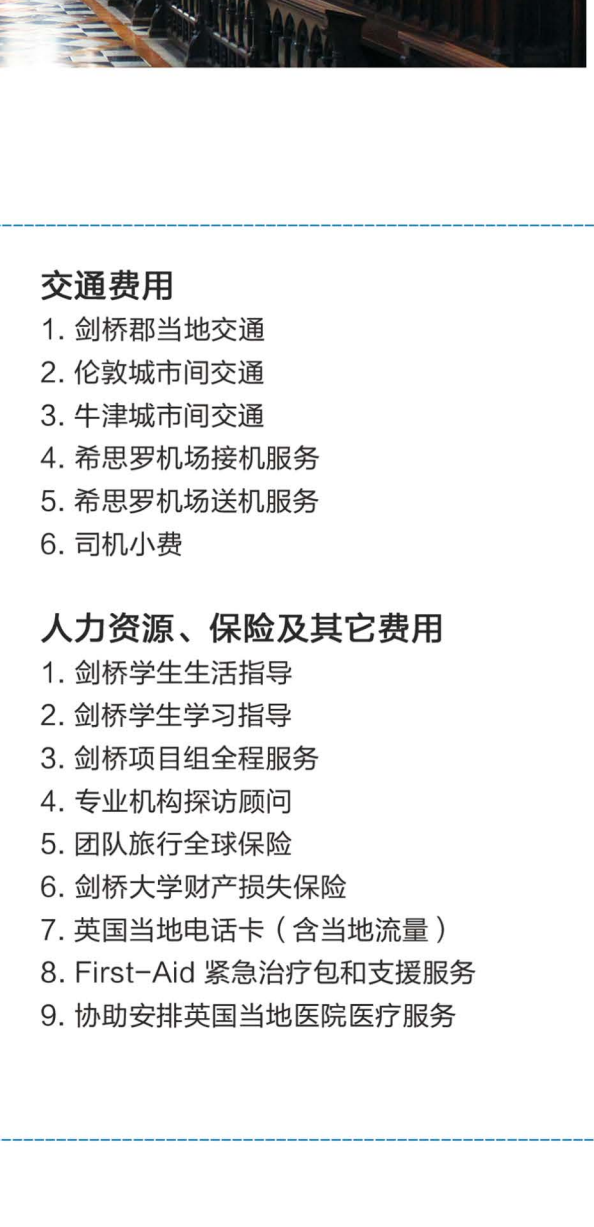 交通费用
1. 剑桥郡当地交通
2. 伦敦城市间交通
3. 牛津城市间交通
4. 希思罗机场接机服务
5. 希思罗机场送机服务
6. 司机小费
人力资源、保险及其它费用
1. 剑桥学生生活指导
2. 剑桥学生学习指导
3. 剑桥项目组全程服务
4. 专业机构探访顾问
5. 团队旅行全球保险
6. 剑桥大学财产损失保险
7. 英国当地电话卡（含当地流量）
8. First-Aid 紧急治疗包和支援服务
9. 协助安排英国当地医院医疗服务